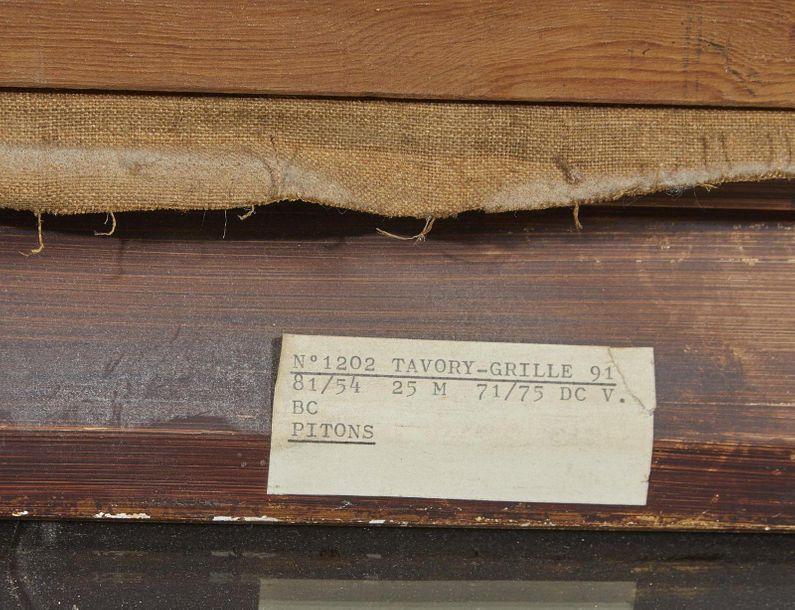 N°1202 TAVORY-GRILLE 91
81/54 25 M 71/75 DC V.
BC
PITONS